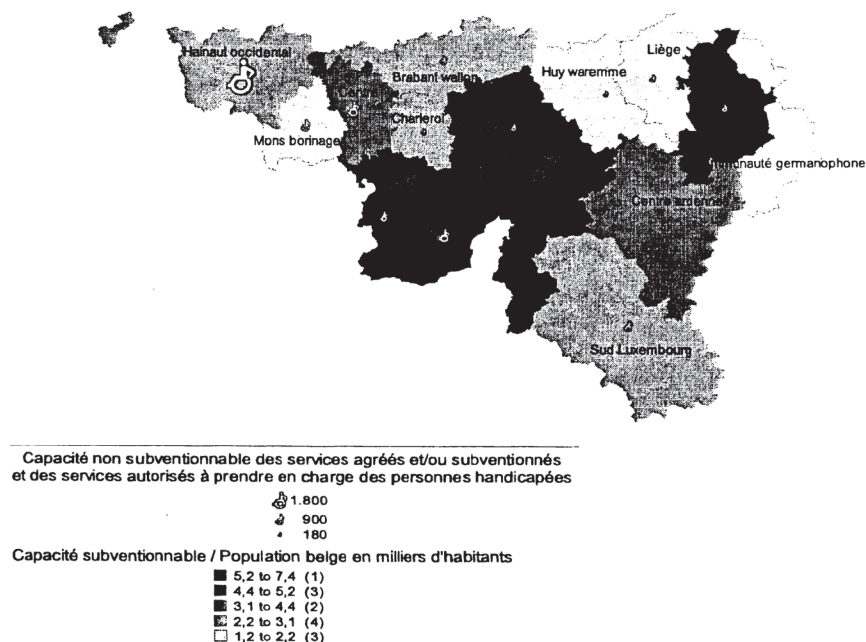 Hainaut occidental
Liège
Brabant wallon
Huy waremme
Centre
Charleroi
Mons borinage
germanophone
Centre ardenne
Sud Luxembourg
Capacité non subventionnable des services agréés et/ou subventionnés
et des services autorisés à prendre en charge des personnes handicapées
1.800
900
180
Capacité subventionnable / Population belge en milliers d'habitants
5,2 to 7,4 (1)
4,4 to 5,2 (3)
3,1 to 4,4 (2)
2,2 to 3,1 (4)
1,2 to 2,2 (3)